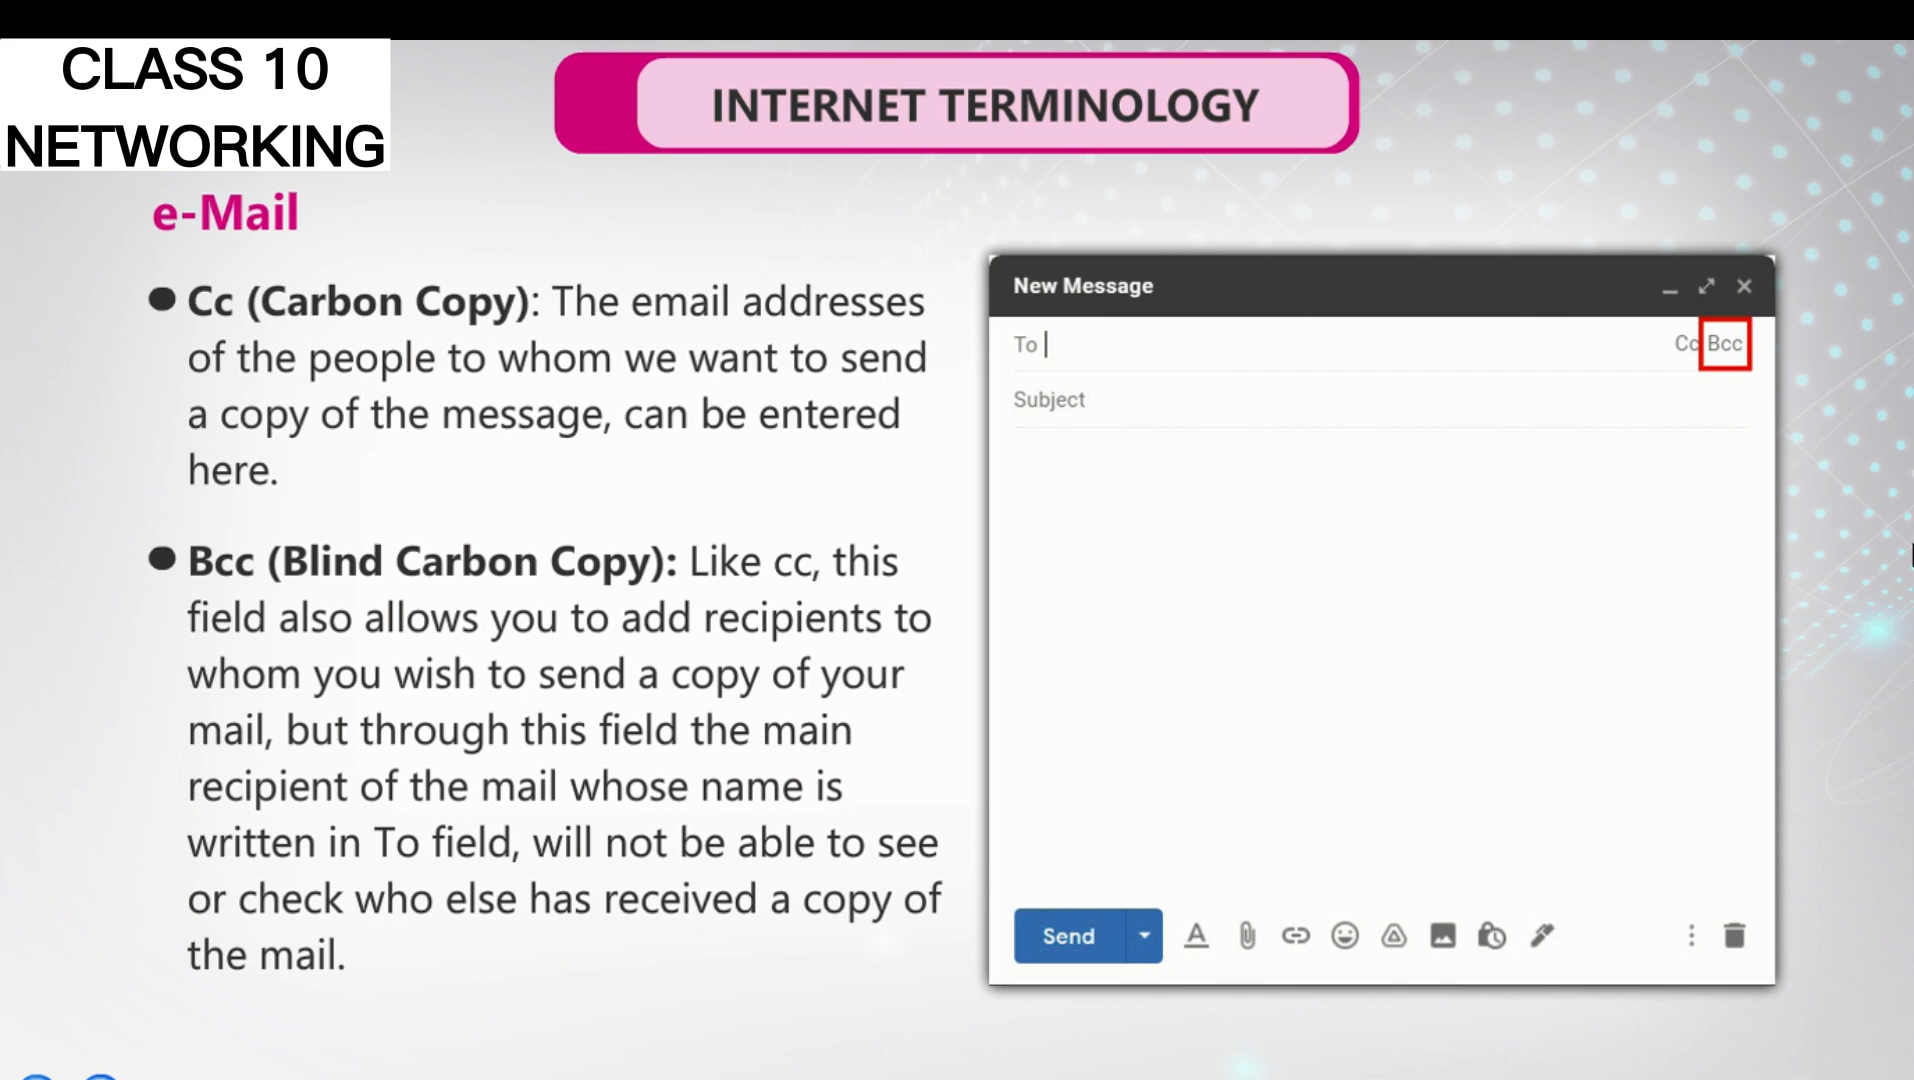 CLASS 10
NETWORKING
INTERNET TERMINOLOGY
e-Mail
Cc (Carbon Copy): The email addresses
of the people to whom we want to send
a copy of the message, can be entered
here.
Bcc (Blind Carbon Copy): Like cc, this
field also allows you to add recipients to
whom you wish to send a copy of your
mail, but through this field the main
recipient of the mail whose name is
written in To field, will not be able to see
or check who else has received a copy of
the mail.
New Message
To Cc Bcc
Subject
Send